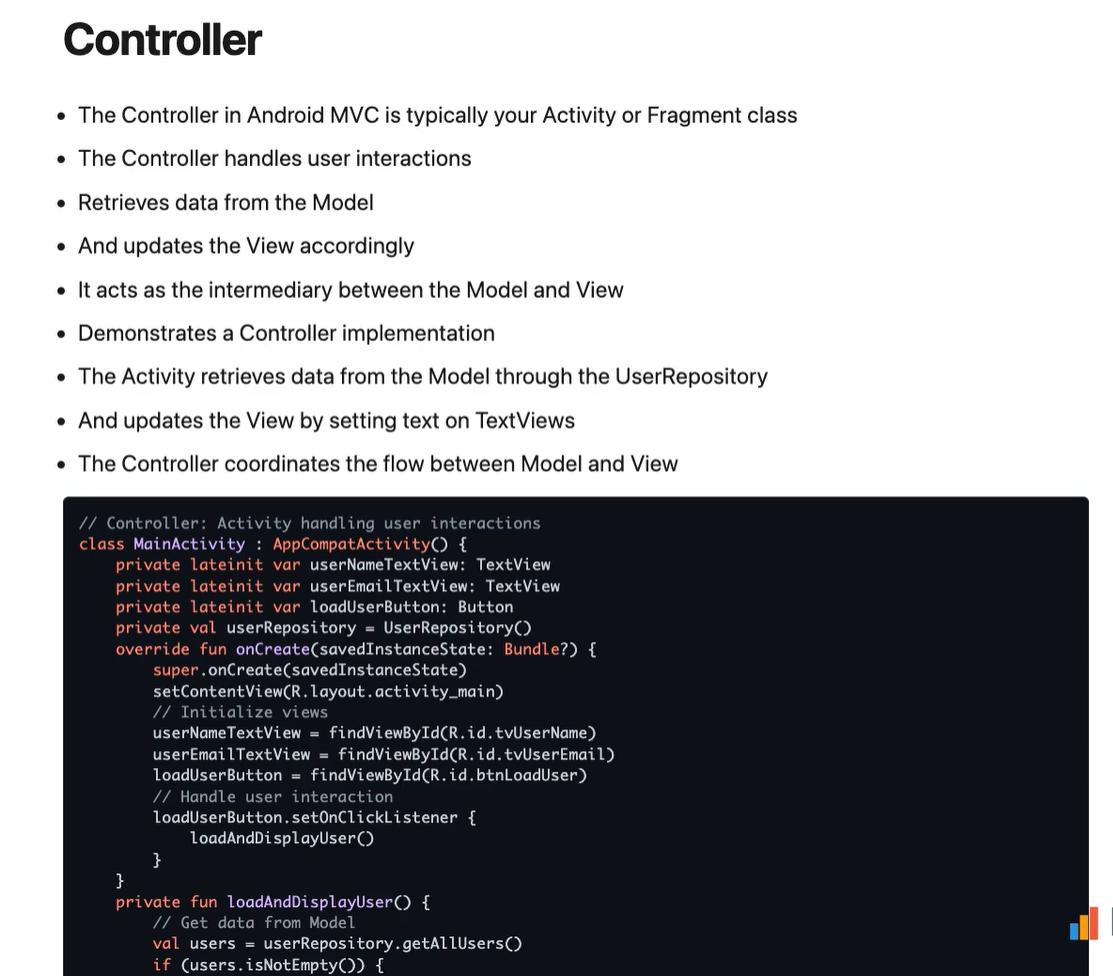 Controller
• The Controller in Android MVC is typically your Activity or Fragment class
• The Controller handles user interactions
• Retrieves data from the Model
• And updates the View accordingly
• It acts as the intermediary between the Model and View
• Demonstrates a Controller implementation
• The Activity retrieves data from the Model through the UserRepository
• And updates the View by setting text on TextViews
• The Controller coordinates the flow between Model and View
// Controller: Activity handling user interactions
class MainActivity : AppCompatActivity() {
    private lateinit var userNameTextView: TextView
    private lateinit var userEmailTextView: TextView
    private lateinit var loadUserButton: Button
    private val userRepository = UserRepository()
    override fun onCreate(savedInstanceState: Bundle?) {
        super.onCreate(savedInstanceState)
        setContentView(R.layout.activity_main)
        // Initialize views
        userNameTextView = findViewById(R.id.tvUserName)
        userEmailTextView = findViewById(R.id.tvUserEmail)
        loadUserButton = findViewById(R.id.btnLoadUser)
        // Handle user interaction
        loadUserButton.setOnClickListener {
            loadAndDisplayUser()
        }
    }
    private fun loadAndDisplayUser() {
        // Get data from Model
        val users = userRepository.getAllUsers()
        if (users.isNotEmpty()) {